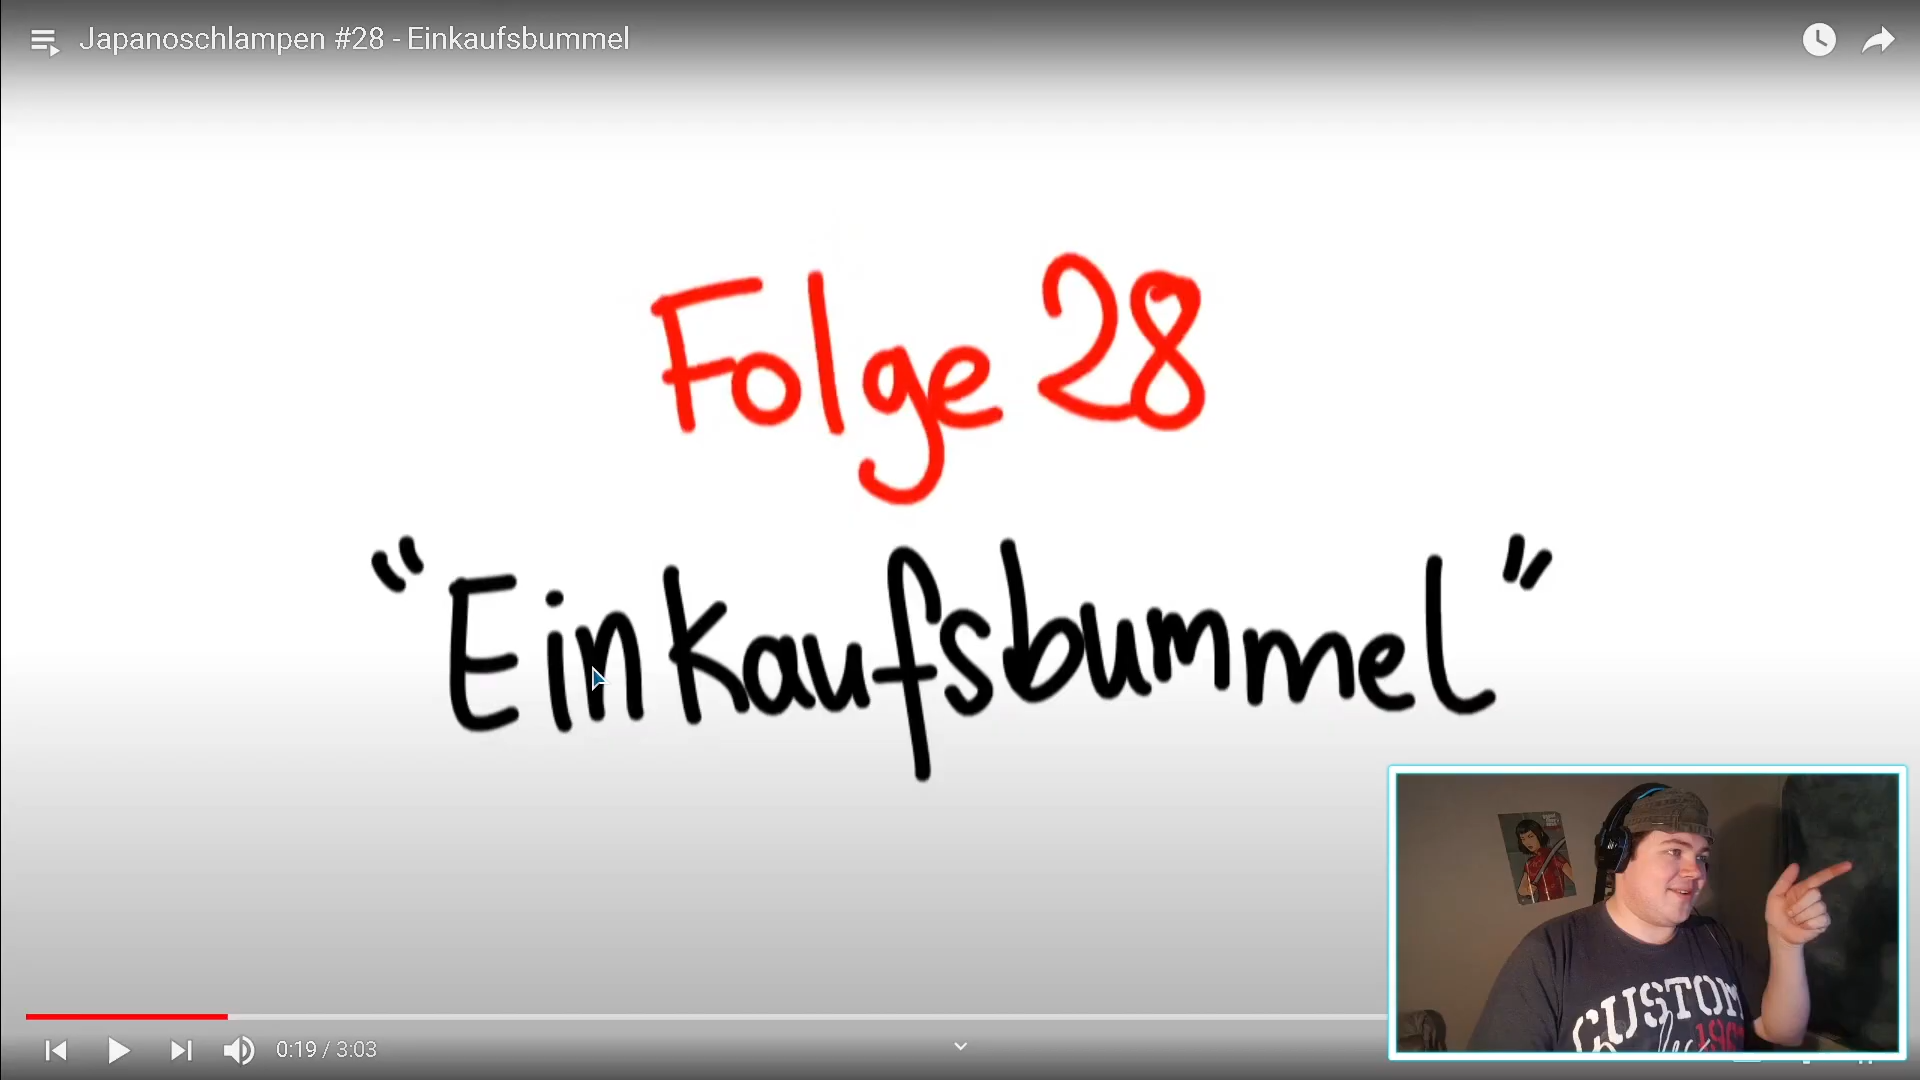 Japanoschlampen #28 - Einkaufsbummel
Folge 28
"Einkaufsbummel"
0:19 / 3:03
CUSTOM